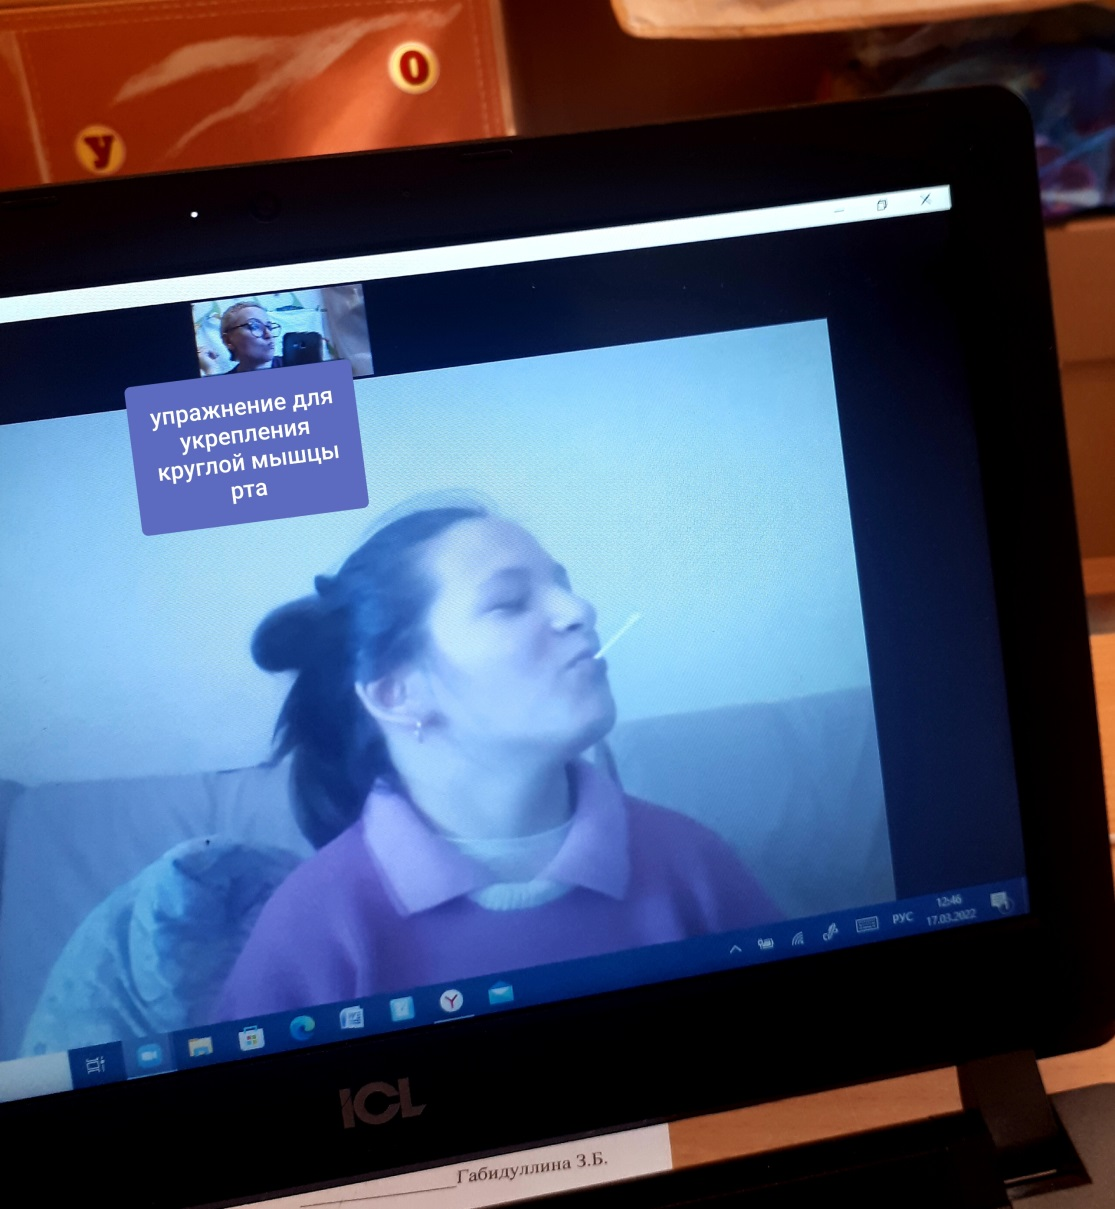 О
У
упражнение для
укрепления
круглой мышцы
рта
РУС
12:46
17.03.2022
ICL
Габидуллина З.Б.